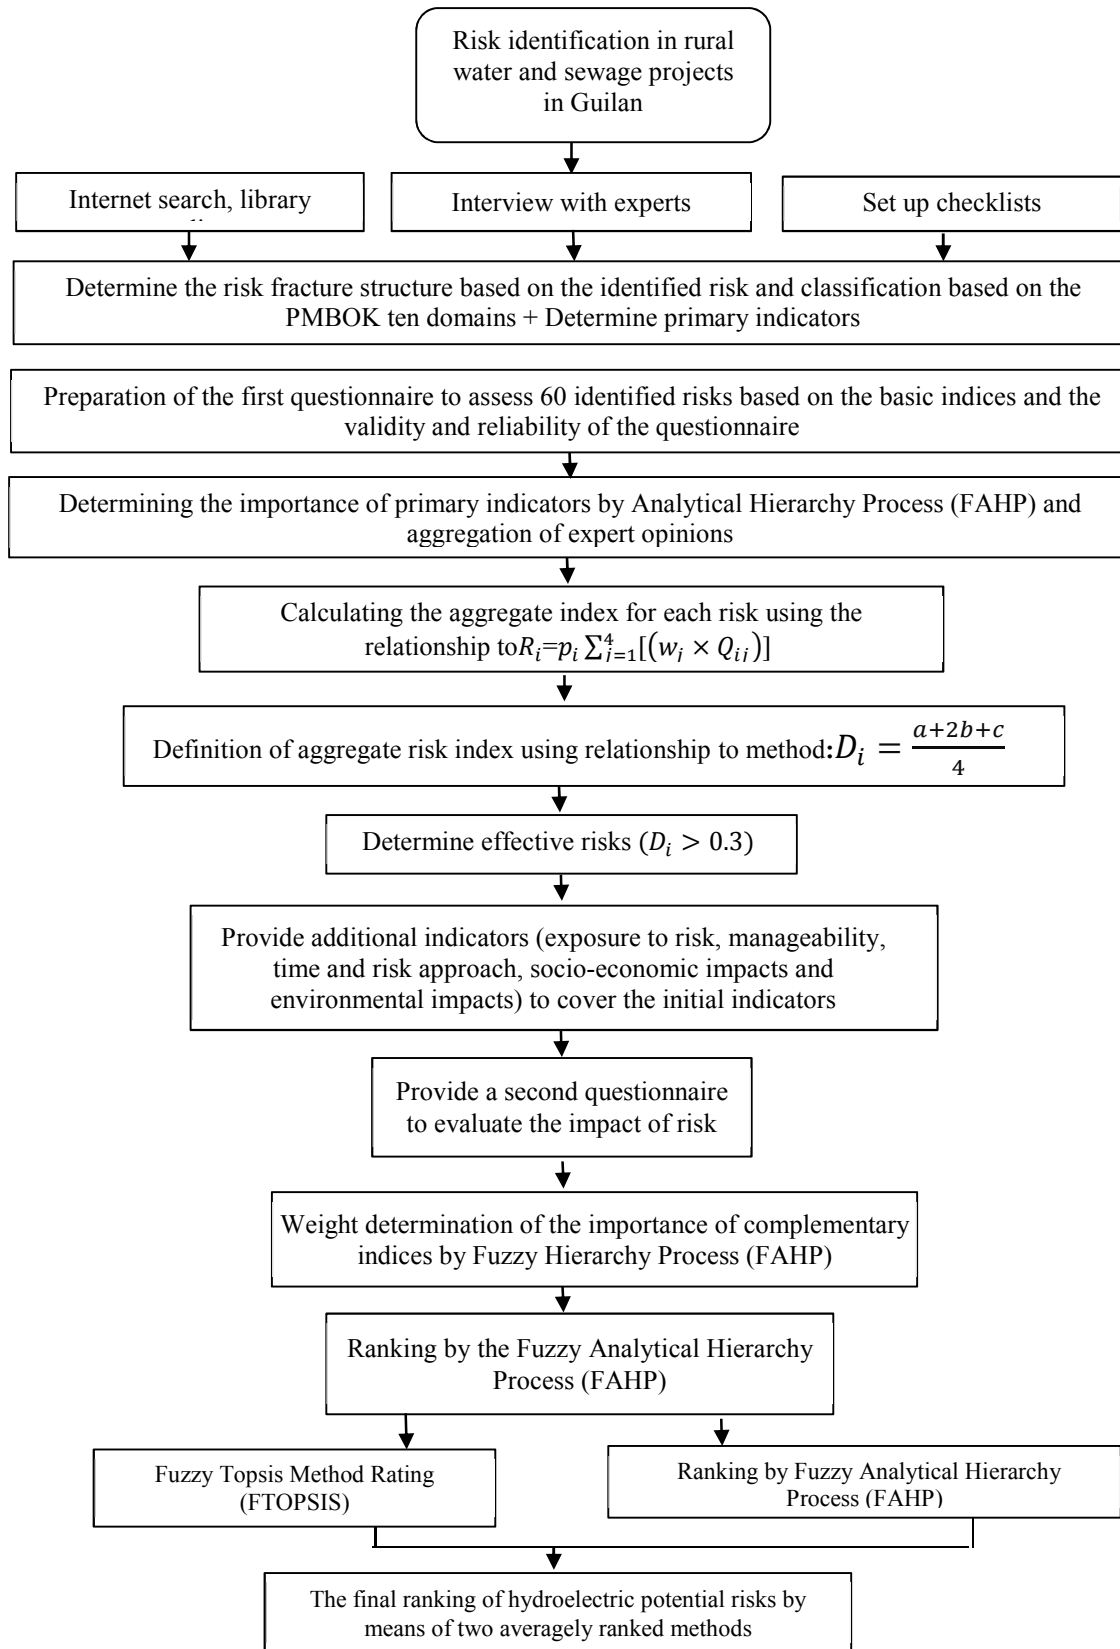 Risk identification in rural
water and sewage projects
in Guilan
Internet search, library
Interview with experts
Set up checklists
Determine the risk fracture structure based on the identified risk and classification based on the
PMBOK ten domains + Determine primary indicators
Preparation of the first questionnaire to assess 60 identified risks based on the basic indices and the
validity and reliability of the questionnaire
Determining the importance of primary indicators by Analytical Hierarchy Process (FAHP) and
aggregation of expert opinions
Calculating the aggregate index for each risk using the
relationship to𝑅𝑖=𝑝𝑖 ∑⁴ⱼ₌₁[(𝑤𝑗 × 𝑄𝑖𝑗)]
Definition of aggregate risk index using relationship to method:𝐷𝑖 = (a+2b+c)/4
Determine effective risks (𝐷𝑖 > 0.3)
Provide additional indicators (exposure to risk, manageability,
time and risk approach, socio-economic impacts and
environmental impacts) to cover the initial indicators
Provide a second questionnaire
to evaluate the impact of risk
Weight determination of the importance of complementary
indices by Fuzzy Hierarchy Process (FAHP)
Ranking by the Fuzzy Analytical Hierarchy
Process (FAHP)
Fuzzy Topsis Method Rating
(FTOPSIS)
Ranking by Fuzzy Analytical Hierarchy
Process (FAHP)
The final ranking of hydroelectric potential risks by
means of two averagely ranked methods